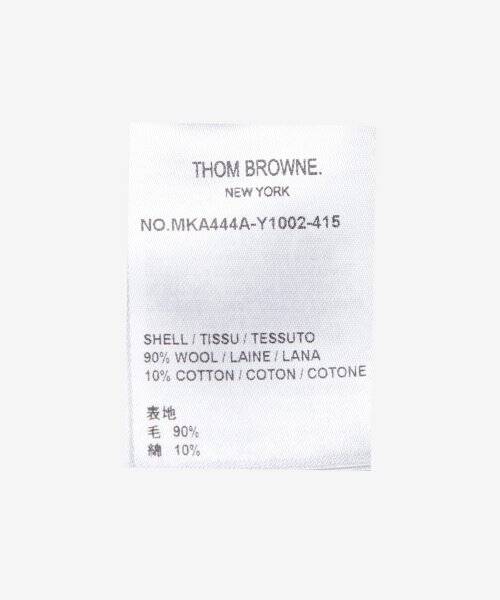 THOM BROWNE.
NEW YORK
NO.MKA444A-Y1002-415
SHELL / TISSU / TESSUTO
90% WOOL / LAINE / LANA
10% COTTON / COTON / COTONE
表地
毛 90%
綿 10%